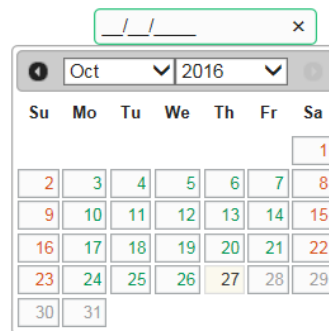 __/__/____ ×
Oct 2016
Su Mo Tu We Th Fr Sa
1
2 3 4 5 6 7 8
9 10 11 12 13 14 15
16 17 18 19 20 21 22
23 24 25 26 27 28 29
30 31